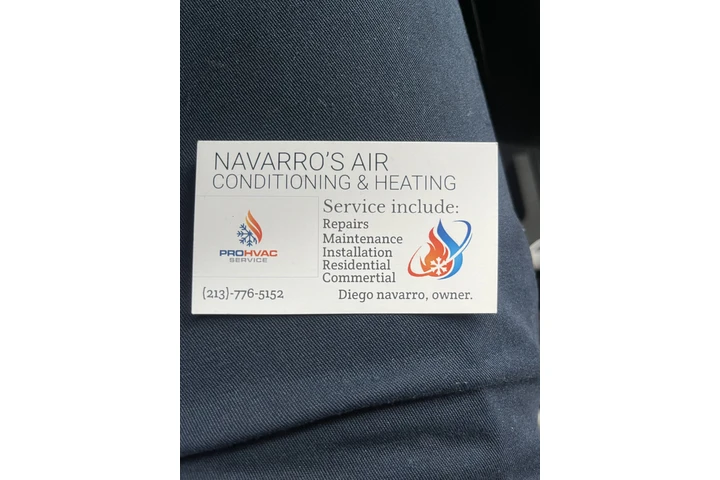 NAVARRO'S AIR
CONDITIONING & HEATING
Service include:
Repairs
Maintenance
Installation
Residential
Commertial
PROHVAC
SERVICE
(213)-776-5152
Diego navarro, owner.